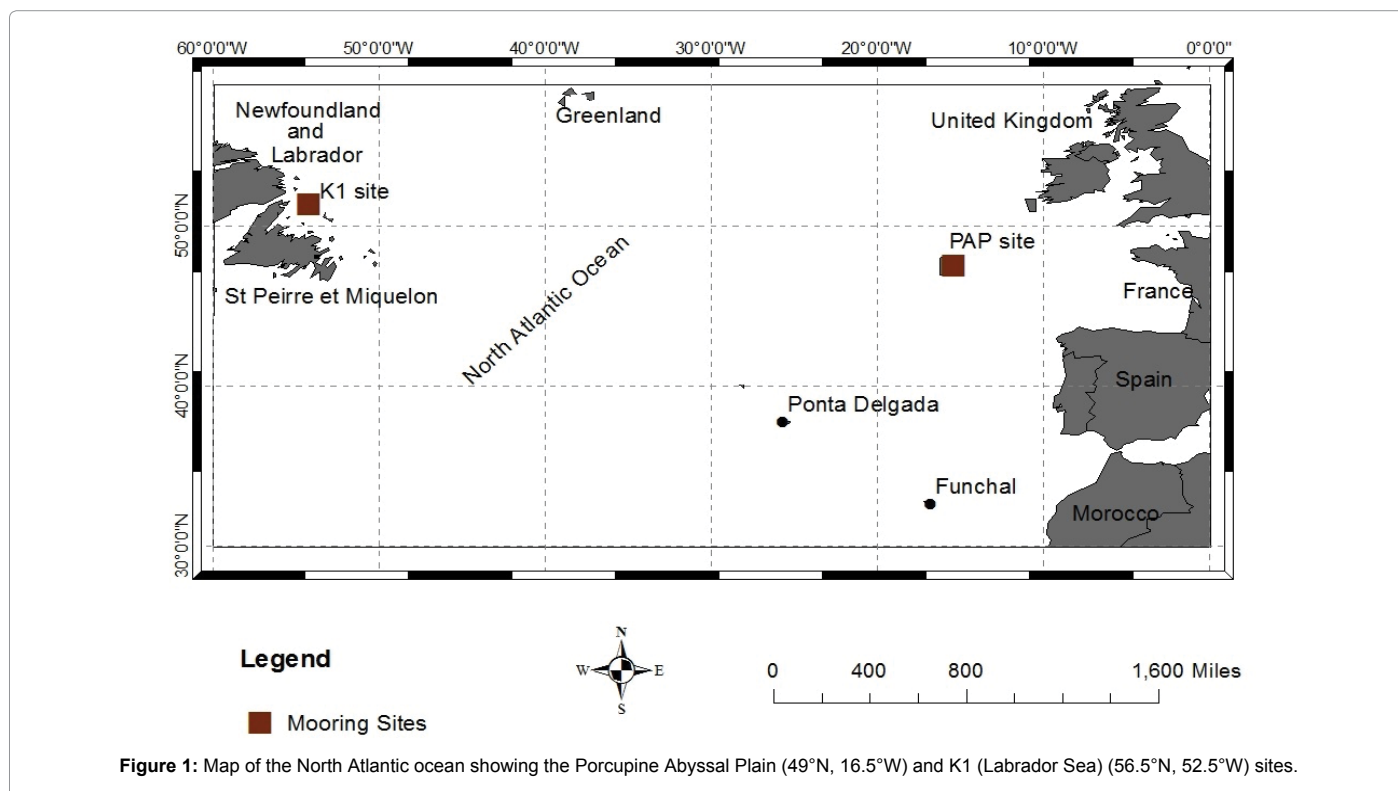 60°0'0"W 50°0'0"W 40°0'0"W 30°0'0"W 20°0'0"W 10°0'0"W 0°0'0"
Newfoundland
and
Labrador
Greenland
United Kingdom
K1 site
50°0'0"N
PAP site
North Atlantic Ocean
St Peirre et Miquelon
France
40°0'0"N
Spain
Ponta Delgada
Funchal
Morocco
30°0'0"N
Legend
Mooring Sites
N
W E
S
0 400 800 1,600 Miles
Figure 1: Map of the North Atlantic ocean showing the Porcupine Abyssal Plain (49°N, 16.5°W) and K1 (Labrador Sea) (56.5°N, 52.5°W) sites.